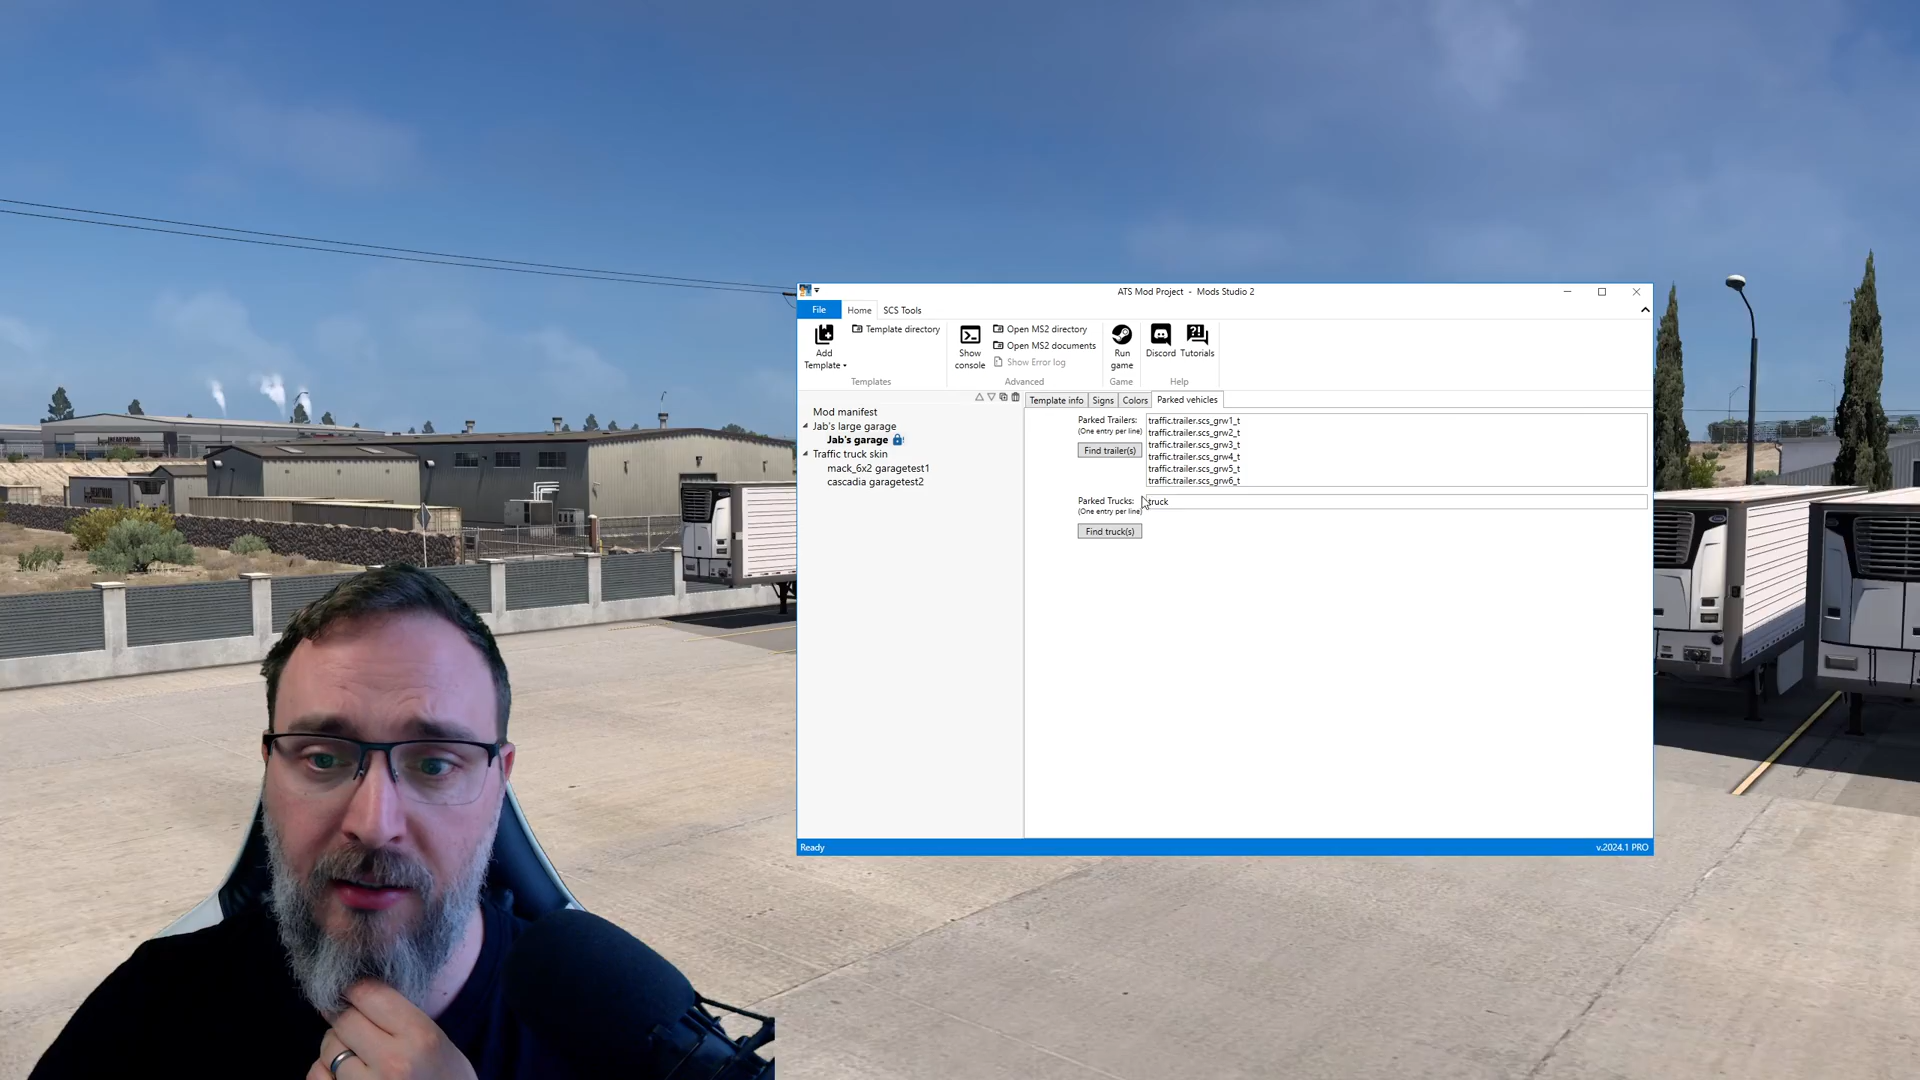 ATS Mod Project - Mods Studio 2
File Home SCS Tools
Add Template
Template directory
Templates
Show console
Open MS2 directory
Open MS2 documents
Show Error log
Advanced
Run game
Game
Discord
Tutorials
Help
Mod manifest
Jab's large garage
Jab's garage
Traffic truck skin
mack_6x2 garagetest1
cascadia garagetest2
Template info Signs Colors Parked vehicles
Parked Trailers:
(One entry per line)
Find trailer(s)
traffic.trailer.scs_grw1_t
traffic.trailer.scs_grw2_t
traffic.trailer.scs_grw3_t
traffic.trailer.scs_grw4_t
traffic.trailer.scs_grw5_t
traffic.trailer.scs_grw6_t
Parked Trucks:
(One entry per line)
truck
Find truck(s)
Ready
v.2024.1 PRO